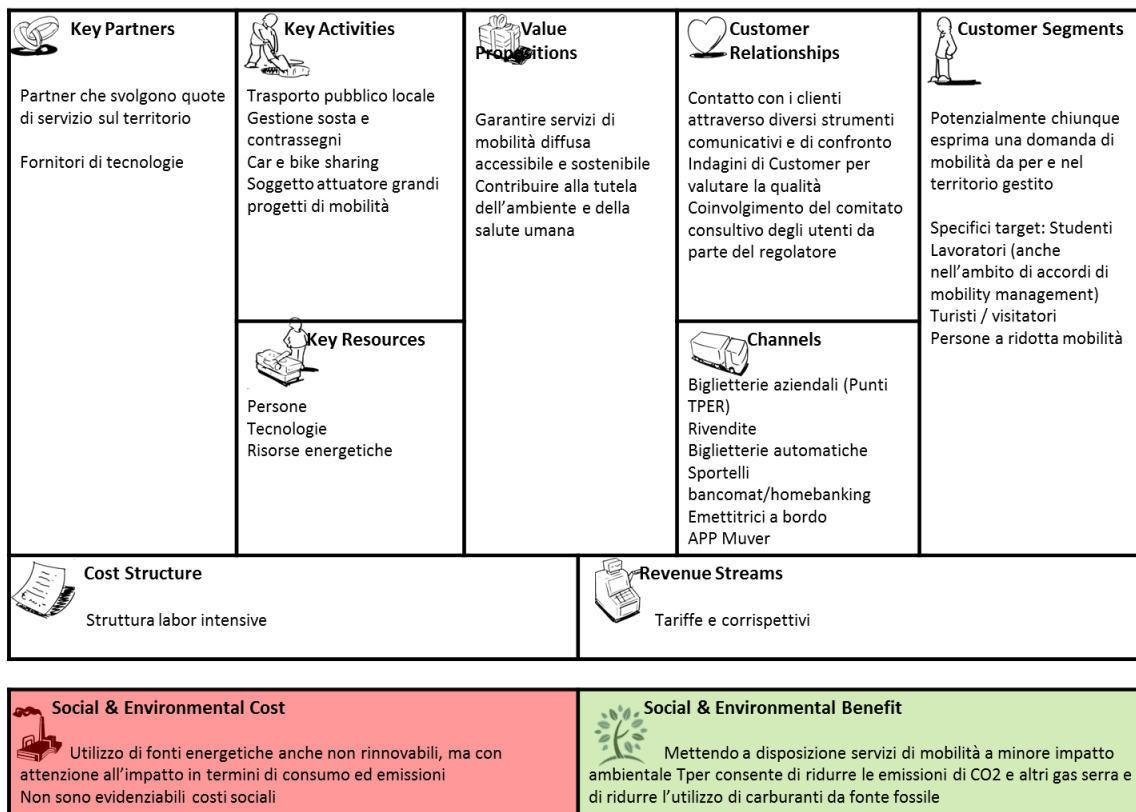 Key Partners
Partner che svolgono quote
di servizio sul territorio
Fornitori di tecnologie
Key Activities
Trasporto pubblico locale
Gestione sosta e
contrassegni
Car e bike sharing
Soggetto attuatore grandi
progetti di mobilità
Key Resources
Persone
Tecnologie
Risorse energetiche
Value
Propositions
Garantire servizi di
mobilità diffusa
accessibile e sostenibile
Contribuire alla tutela
dell'ambiente e della
salute umana
Customer
Relationships
Contatto con i clienti
attraverso diversi strumenti
comunicativi e di confronto
Indagini di Customer per
valutare la qualità
Coinvolgimento del comitato
consultivo degli utenti da
parte del regolatore
Channels
Biglietterie aziendali (Punti
TPER)
Rivendite
Biglietterie automatiche
Sportelli
bancomat/homebanking
Emettitrici a bordo
APP Muver
Customer Segments
Potenzialmente chiunque
esprima una domanda di
mobilità da per e nel
territorio gestito
Specifici target: Studenti
Lavoratori (anche
nell'ambito di accordi di
mobility management)
Turisti / visitatori
Persone a ridotta mobilità
Cost Structure
Struttura labor intensive
Revenue Streams
Tariffe e corrispettivi
Social & Environmental Cost
Utilizzo di fonti energetiche anche non rinnovabili, ma con
attenzione all'impatto in termini di consumo ed emissioni
Non sono evidenziabili costi sociali
Social & Environmental Benefit
Mettendo a disposizione servizi di mobilità a minore impatto
ambientale Tper consente di ridurre le emissioni di CO2 e altri gas serra e
di ridurre l'utilizzo di carburanti da fonte fossile